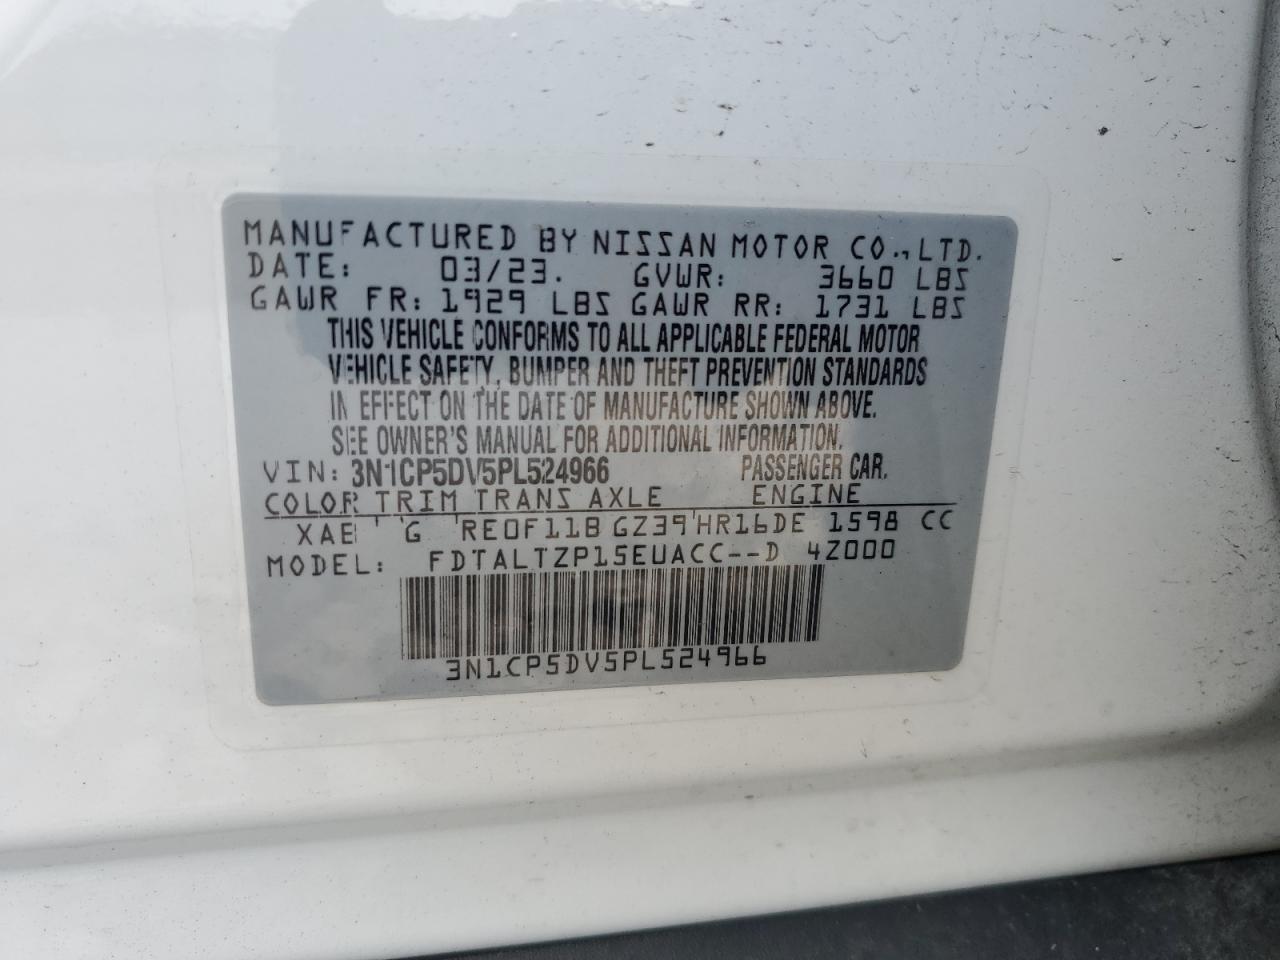 MANUFACTURED BY NISSAN MOTOR CO., LTD.
DATE: 03/23. GVWR: 3660 LBS
GAWR FR: 1929 LBS GAWR RR: 1731 LBS
THIS VEHICLE CONFORMS TO ALL APPLICABLE FEDERAL MOTOR
VEHICLE SAFETY, BUMPER AND THEFT PREVENTION STANDARDS
IN EFFECT ON THE DATE OF MANUFACTURE SHOWN ABOVE.
SEE OWNER'S MANUAL FOR ADDITIONAL INFORMATION.
VIN: 3N1CP5DV5PL524966 PASSENGER CAR.
COLOR TRIM TRANS AXLE ENGINE
XAE G RE0F11B GZ39 HR16DE 1598 CC
MODEL: FDTALTZP15EUACC--D 4Z000
3N1CP5DV5PL524966